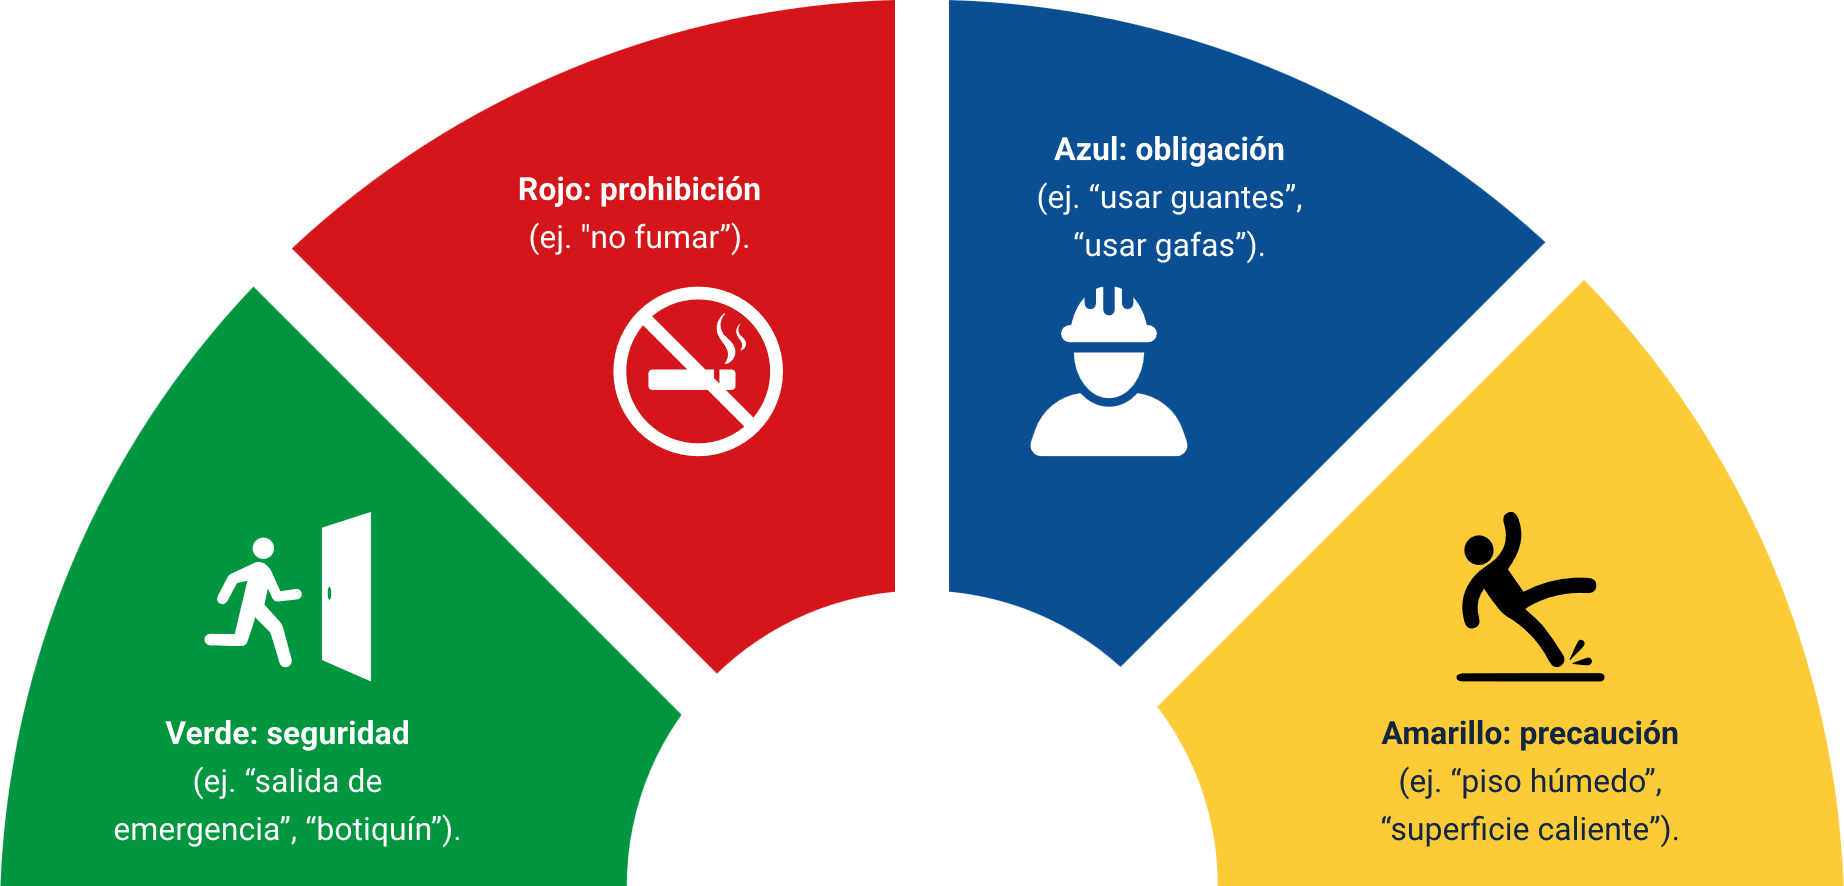 Verde: seguridad
(ej. “salida de
emergencia”, “botiquín”).
Rojo: prohibición
(ej. "no fumar”).
Azul: obligación
(ej. “usar guantes”,
“usar gafas”).
Amarillo: precaución
(ej. “piso húmedo”,
“superficie caliente”).